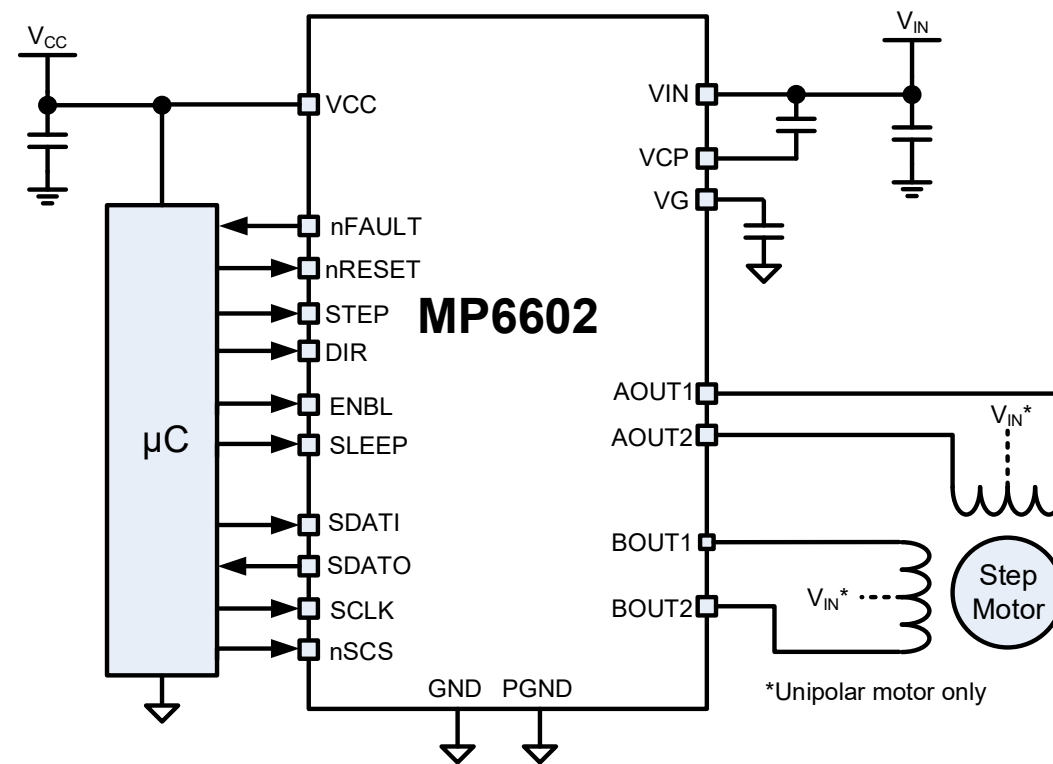 VCC
VIN
VCC
VIN
VCP
VG
nFAULT
nRESET
STEP
DIR
ENBL
SLEEP
SDATI
SDATO
SCLK
nSCS
µC
MP6602
AOUT1
AOUT2
BOUT1
BOUT2
VIN*
VIN*
Step
Motor
GND PGND
*Unipolar motor only